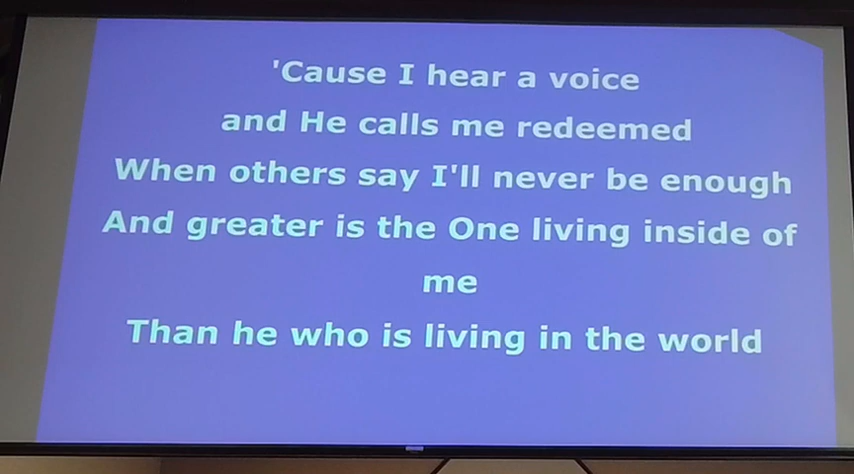 'Cause I hear a voice
and He calls me redeemed
When others say I'll never be enough
And greater is the One living inside of
me
Than he who is living in the world